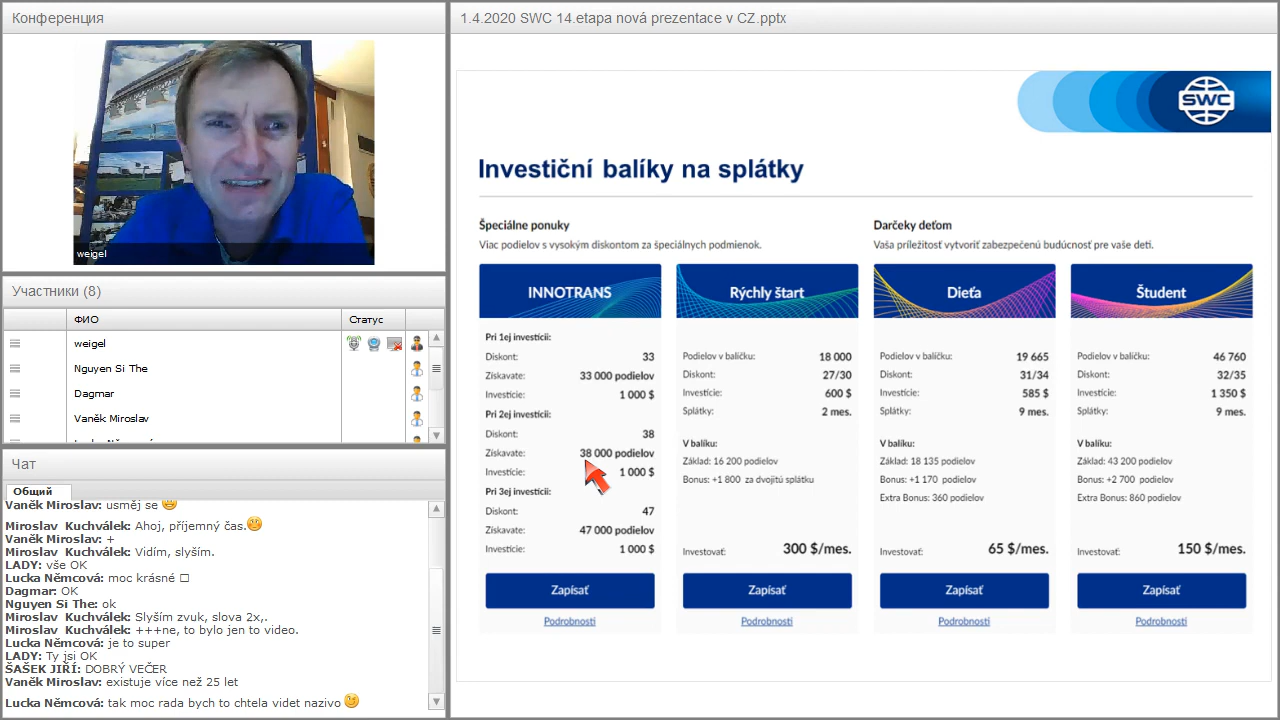 Конференция
weigel
Участники (8)
ФИО
Статус
weigel
Nguyen Si The
Dagmar
Vaněk Miroslav
Чат
Общий
Vaněk Miroslav: usměj se
Miroslav Kuchválek: Ahoj, příjemný čas.
Vaněk Miroslav: +
Miroslav Kuchválek: Vidím, slyším.
LADY: vše OK
Lucka Němcová: moc krásné
Dagmar: OK
Nguyen Si The: ok
Miroslav Kuchválek: Slyším zvuk, slova 2x,.
Miroslav Kuchválek: +++ne, to bylo jen to video.
Lucka Němcová: je to super
LADY: Ty jsi OK
ŠAŠEK JIŘÍ: DOBRÝ VEČER
Vaněk Miroslav: existuje více než 25 let
Lucka Němcová: tak moc rada bych to chtela videt nazivo
1.4.2020 SWC 14.etapa nová prezentace v CZ.pptx
SWC
Investiční balíky na splátky
Špeciálne ponuky
Viac podielov s vysokým diskontom za špeciálnych podmienok.
Darčeky deťom
Vaša príležitosť vytvoriť zabezpečenú budúcnosť pre vaše deti.
INNOTRANS
Pri 1ej investícii:
Diskont: 33
Získavate: 33 000 podielov
Investície: 1 000 $
Pri 2ej investícii:
Diskont: 38
Získavate: 38 000 podielov
Investície: 1 000 $
Pri 3ej investícii:
Diskont: 47
Získavate: 47 000 podielov
Investície: 1 000 $
Zapísať
Podrobnosti
Rýchly štart
Podielov v balíčku: 18 000
Diskont: 27/30
Investície: 600 $
Splátky: 2 mes.
V balíku:
Základ: 16 200 podielov
Bonus: +1 800 za dvojitú splátku
Investovať: 300 $/mes.
Zapísať
Podrobnosti
Dieťa
Podielov v balíčku: 19 665
Diskont: 31/34
Investície: 585 $
Splátky: 9 mes.
V balíku:
Základ: 18 135 podielov
Bonus: +1 170 podielov
Extra Bonus: 360 podielov
Investovať: 65 $/mes.
Zapísať
Podrobnosti
Študent
Podielov v balíčku: 46 760
Diskont: 32/35
Investície: 1 350 $
Splátky: 9 mes.
V balíku:
Základ: 43 200 podielov
Bonus: +2 700 podielov
Extra Bonus: 860 podielov
Investovať: 150 $/mes.
Zapísať
Podrobnosti